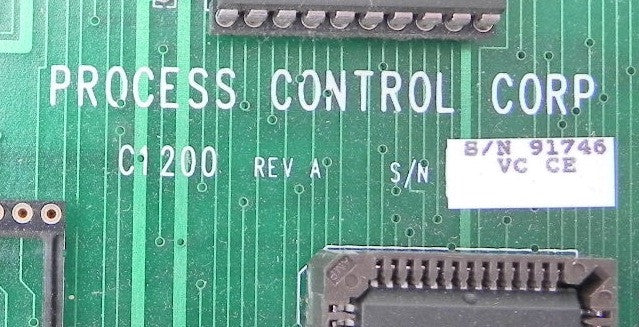 PROCESS CONTROL CORP
C1200 REV A S/N
S/N 91746
VC CE